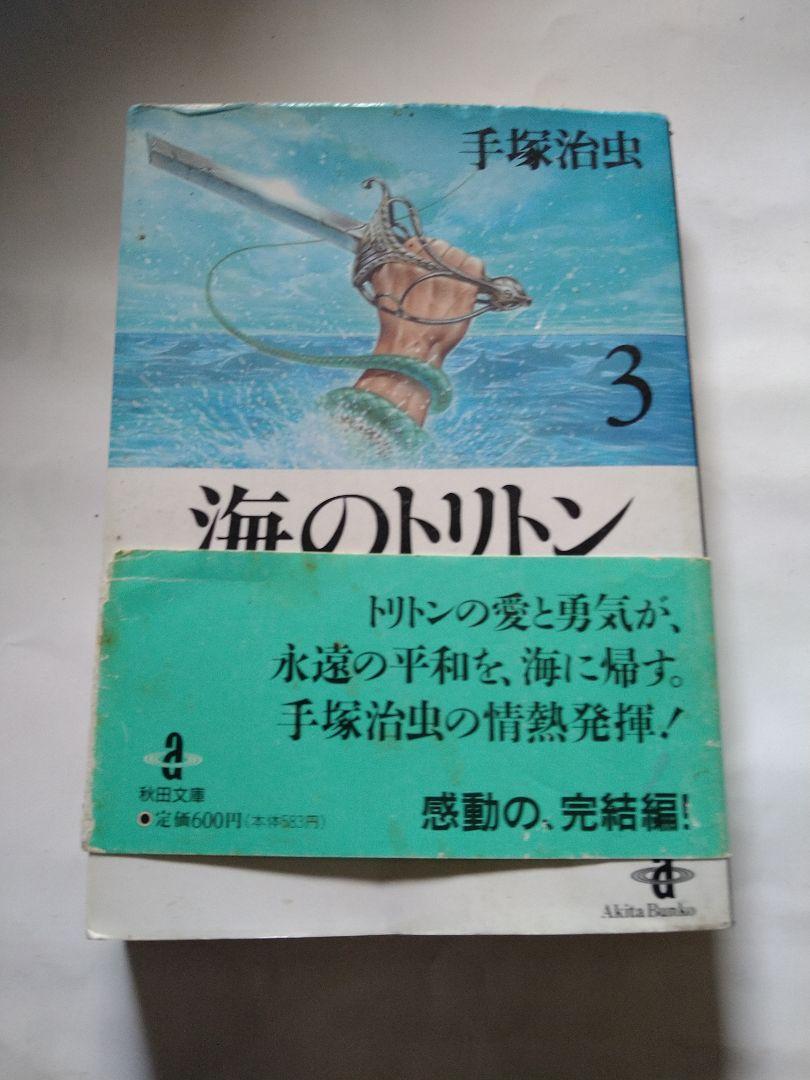 手塚治虫
3
海のトリトン
トリトンの愛と勇気が、
永遠の平和を、海に帰す。
手塚治虫の情熱発揮!
a
秋田文庫
●定価600円(本体583円)
感動の、完結編!
a
Akita Bunko